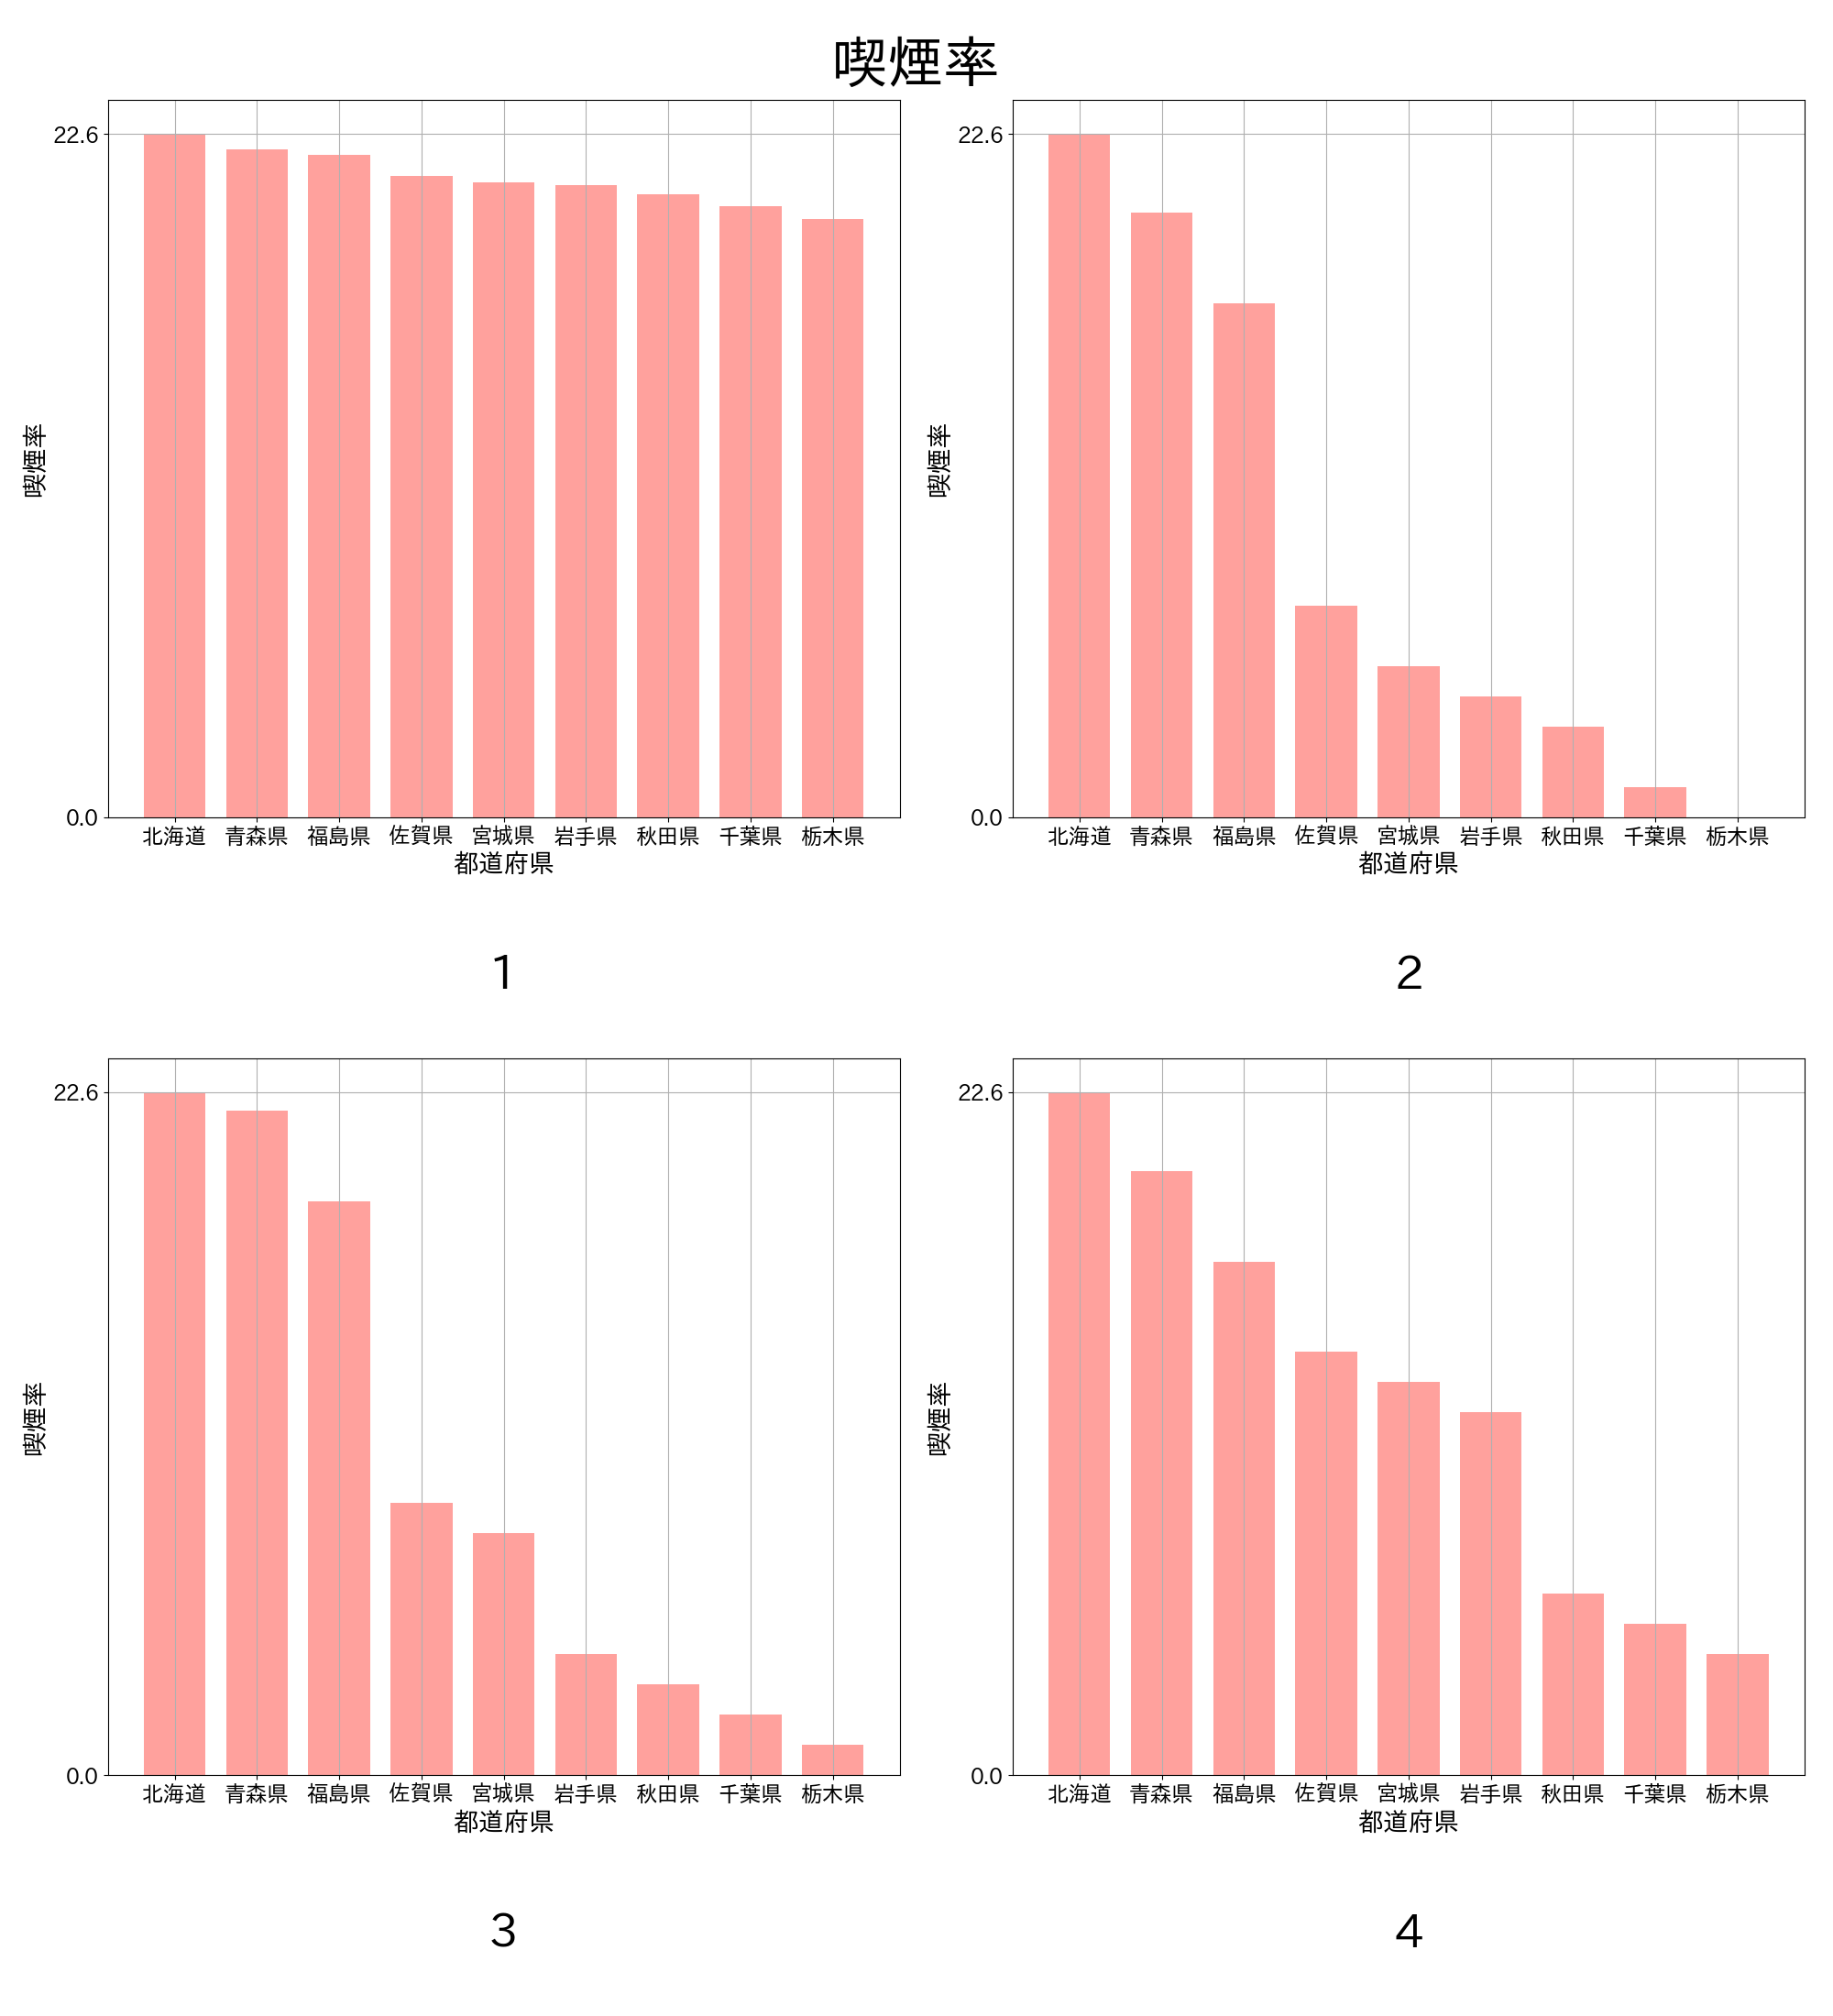 喫煙率
22.6
喫煙率
0.0
北海道 青森県 福島県 佐賀県 宮城県 岩手県 秋田県 千葉県 栃木県
都道府県
1
22.6
喫煙率
0.0
北海道 青森県 福島県 佐賀県 宮城県 岩手県 秋田県 千葉県 栃木県
都道府県
2
22.6
喫煙率
0.0
北海道 青森県 福島県 佐賀県 宮城県 岩手県 秋田県 千葉県 栃木県
都道府県
3
22.6
喫煙率
0.0
北海道 青森県 福島県 佐賀県 宮城県 岩手県 秋田県 千葉県 栃木県
都道府県
4